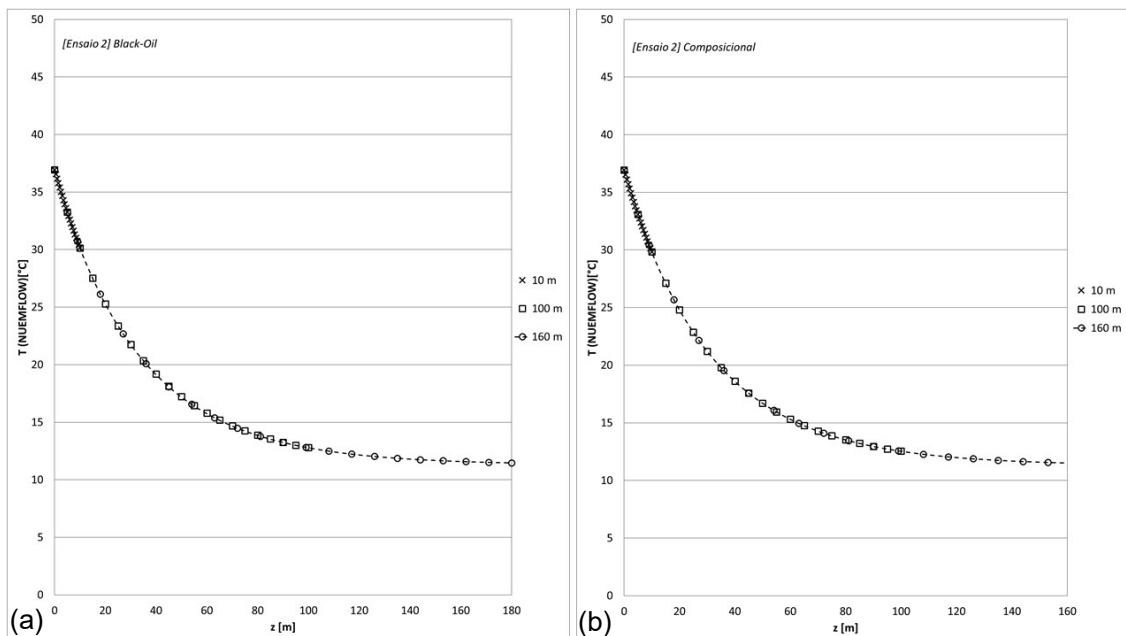 [Ensaio 2] Black-Oil
50
45
40
35
30
25
20
15
10
5
0
T (NUEMFLOW)[°C]
0 20 40 60 80 100 120 140 160 180
z [m]
10 m
100 m
160 m
(a)
[Ensaio 2] Composicional
50
45
40
35
30
25
20
15
10
5
0
T (NUEMFLOW)[°C]
0 20 40 60 80 100 120 140 160
z [m]
10 m
100 m
160 m
(b)